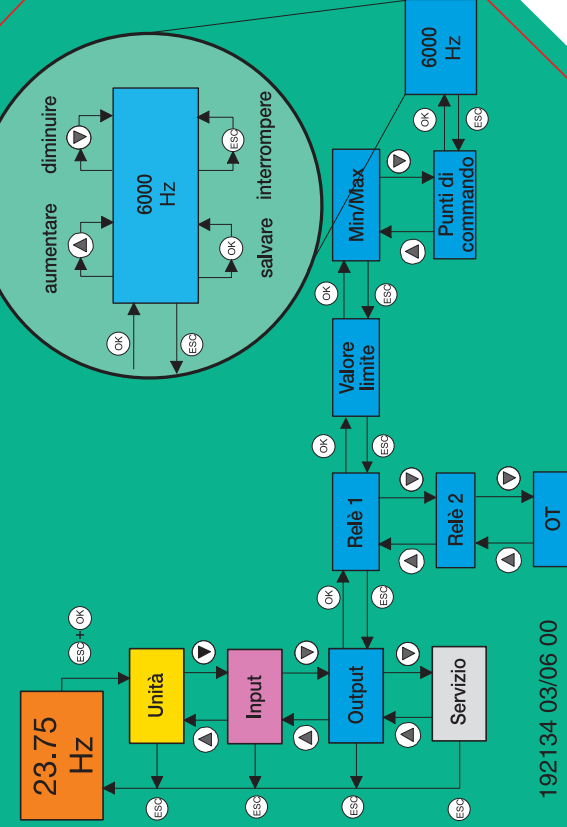 23.75
Hz
ESC + OK
Unità
Input
Output
Servizio
ESC
ESC
ESC
ESC
OK
ESC
Relè 1
Relè 2
OT
OK
ESC
Valore
limite
OK
ESC
Min/Max
Punti di
commando
OK
ESC
6000
Hz
aumentare
diminuire
6000
Hz
OK
ESC
OK
salvare
ESC
interrompere
192134 03/06 00